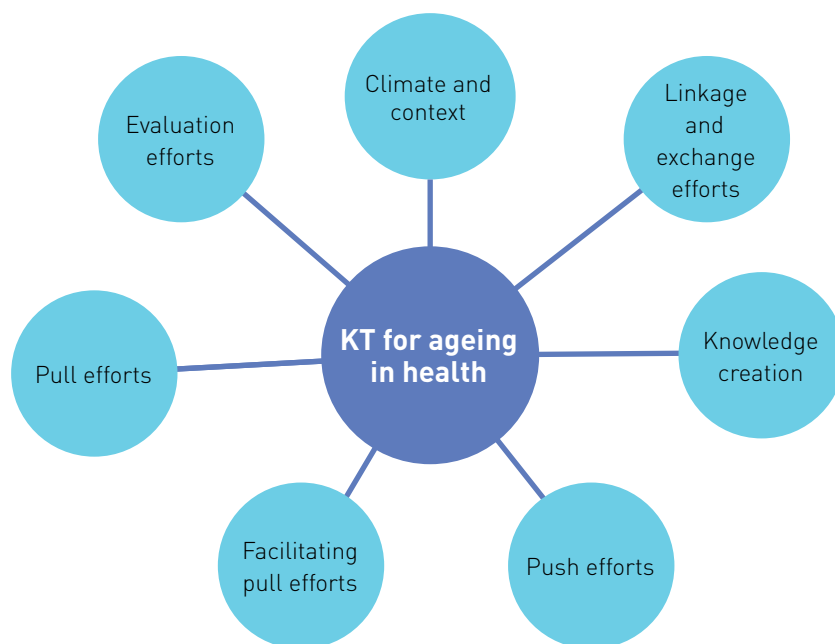 Climate and
context
Linkage
and
exchange
efforts
Evaluation
efforts
KT for ageing
in health
Knowledge
creation
Pull efforts
Facilitating
pull efforts
Push efforts